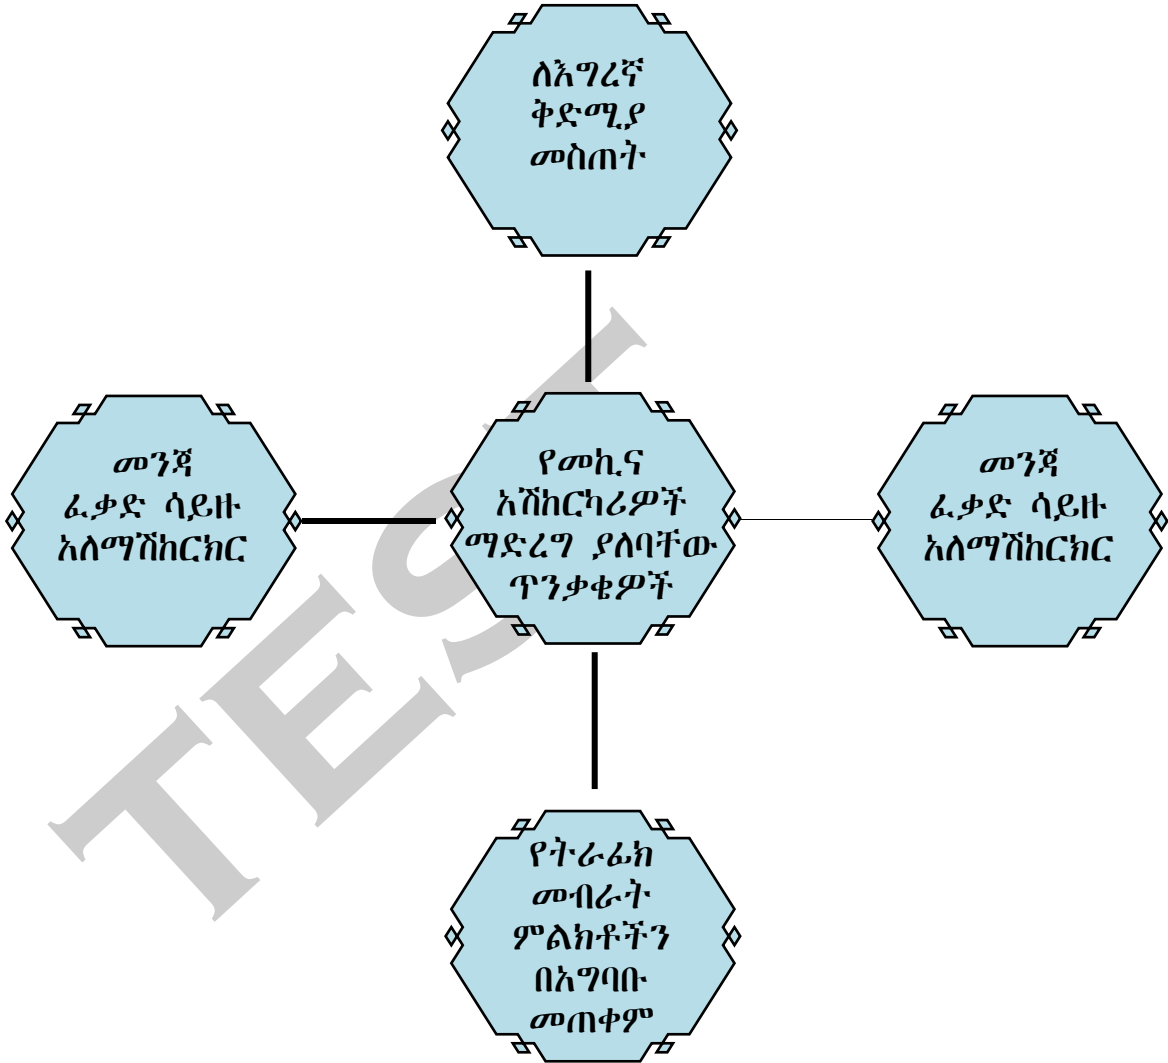 ለእግረኛ
ቅድሚያ
መስጠት
መንጃ
ፈቃድ ሳይዙ
አለማሽከርከር
የመኪና
አሽከርካሪዎች
ማድረግ ያለባቸው
ጥንቃቄዎች
መንጃ
ፈቃድ ሳይዙ
አለማሽከርከር
የትራፊክ
መብራት
ምልክቶችን
በአግባቡ
መጠቀም
TEST